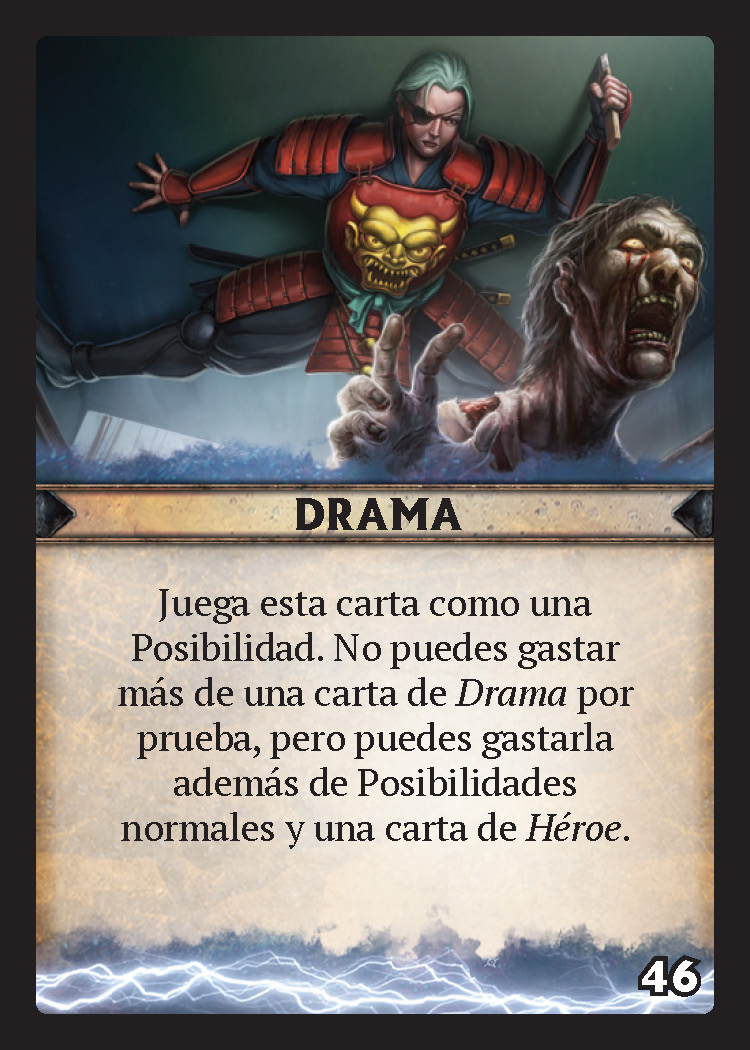 DRAMA
Juega esta carta como una
Posibilidad. No puedes gastar
más de una carta de Drama por
prueba, pero puedes gastarla
además de Posibilidades
normales y una carta de Héroe.
46